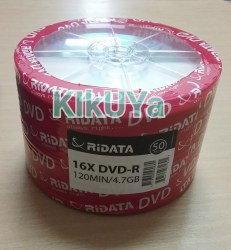 KIKUYa
RiDATA
50
16X DVD-R
120MIN/4.7GB
RiDATA DVD